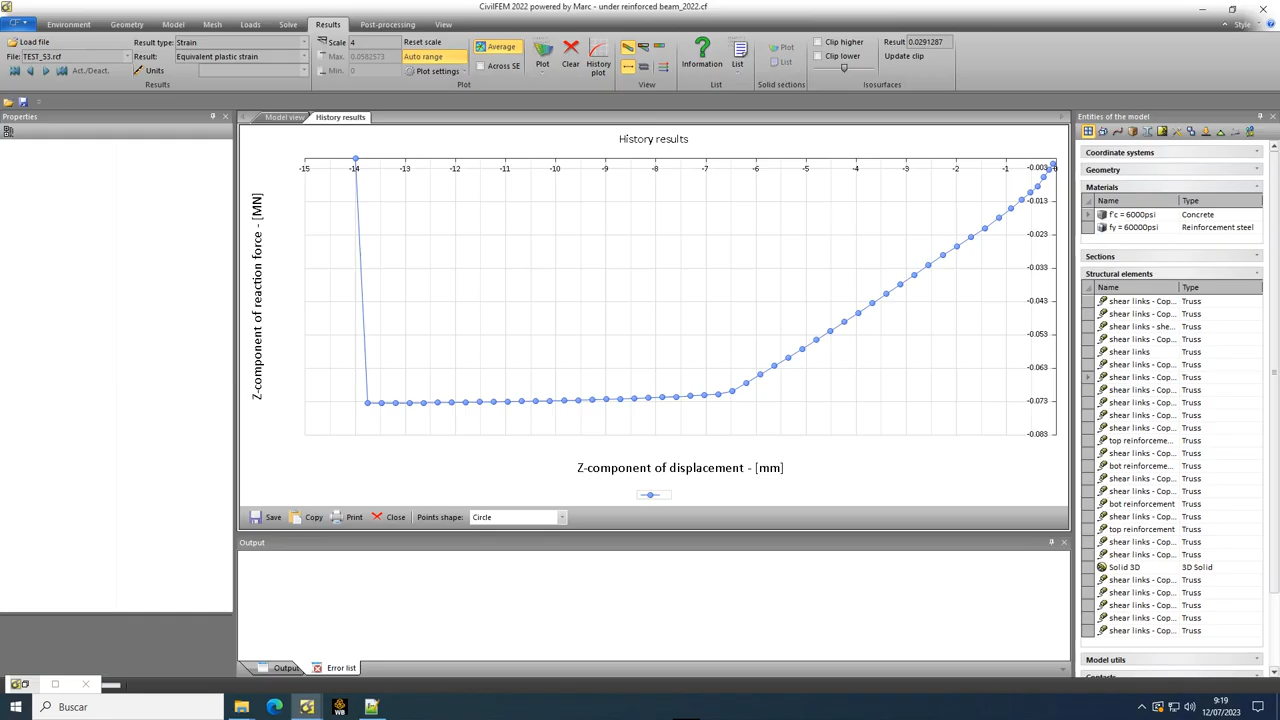 CivilFEM 2022 powered by Marc - under reinforced beam_2022.cf
CF
Environment
Geometry
Model
Mesh
Loads
Solve
Results
Post-processing
View
Style
Load file
TEST_53.rcf
Act./Deact.
Result type: Strain
Result: Equivalent plastic strain
Units
Results
Scale 4
Max. 0.0582573
Min. 0
Reset scale
Auto range
Plot settings
Average
Across SE
Plot
Clear
History plot
Plot
View
Information
List
List
Plot
List
Solid sections
Clip higher
Clip lower
Result 0.0291287
Update clip
Isosurfaces
Properties
Model view
History results
History results
-15 -14 -13 -12 -11 -10 -9 -8 -7 -6 -5 -4 -3 -2 -1 0
-0.003
-0.013
-0.023
-0.033
-0.043
-0.053
-0.063
-0.073
-0.083
Z-component of reaction force - [MN]
Z-component of displacement - [mm]
Save
Copy
Print
Close
Points shape:
Circle
Output
Output
Error list
Entities of the model
Coordinate systems
Geometry
Materials
Name Type
f'c = 6000psi Concrete
fy = 60000psi Reinforcement steel
Sections
Structural elements
Name Type
shear links - Cop... Truss
shear links - Cop... Truss
shear links - she... Truss
shear links - Cop... Truss
shear links Truss
shear links - Cop... Truss
shear links - Cop... Truss
shear links - Cop... Truss
shear links - Cop... Truss
shear links - Cop... Truss
shear links - Cop... Truss
top reinforceme... Truss
shear links - Cop... Truss
bot reinforceme... Truss
shear links - Cop... Truss
shear links - Cop... Truss
bot reinforcement Truss
shear links - Cop... Truss
top reinforcement Truss
shear links - Cop... Truss
shear links - Cop... Truss
Solid 3D 3D Solid
shear links - Cop... Truss
shear links - Cop... Truss
shear links - Cop... Truss
shear links - Cop... Truss
shear links - Cop... Truss
Model utils
Contacts
Buscar
WB
9:19
12/07/2023